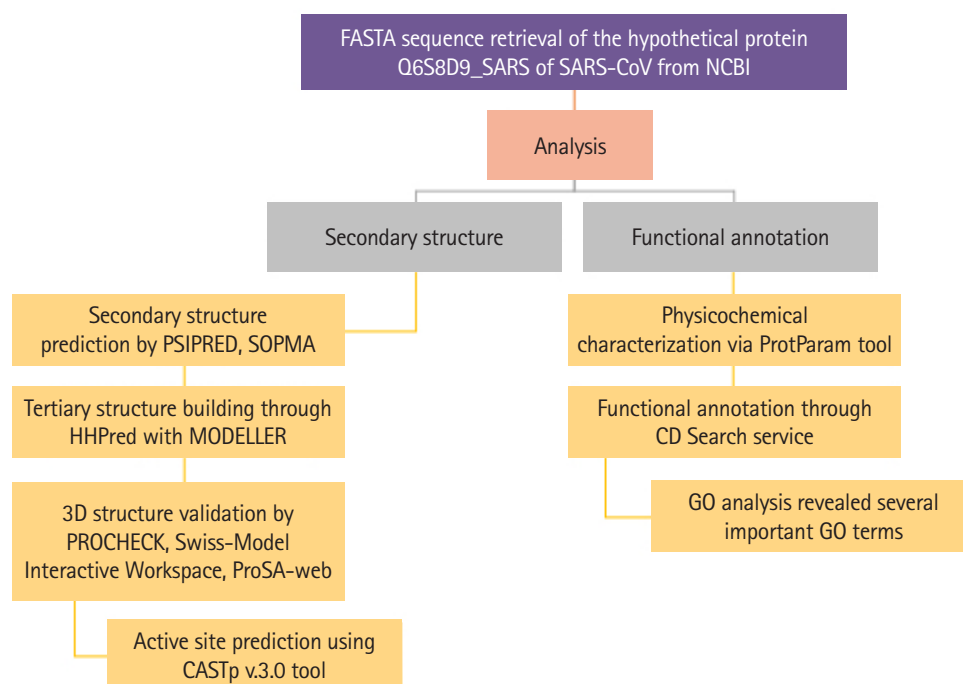 FASTA sequence retrieval of the hypothetical protein
Q6S8D9_SARS of SARS-CoV from NCBI
Analysis
Secondary structure
Functional annotation
Secondary structure
prediction by PSIPRED, SOPMA
Tertiary structure building through
HHPred with MODELLER
3D structure validation by
PROCHECK, Swiss-Model
Interactive Workspace, ProSA-web
Active site prediction using
CASTp v.3.0 tool
Physicochemical
characterization via ProtParam tool
Functional annotation through
CD Search service
GO analysis revealed several
important GO terms